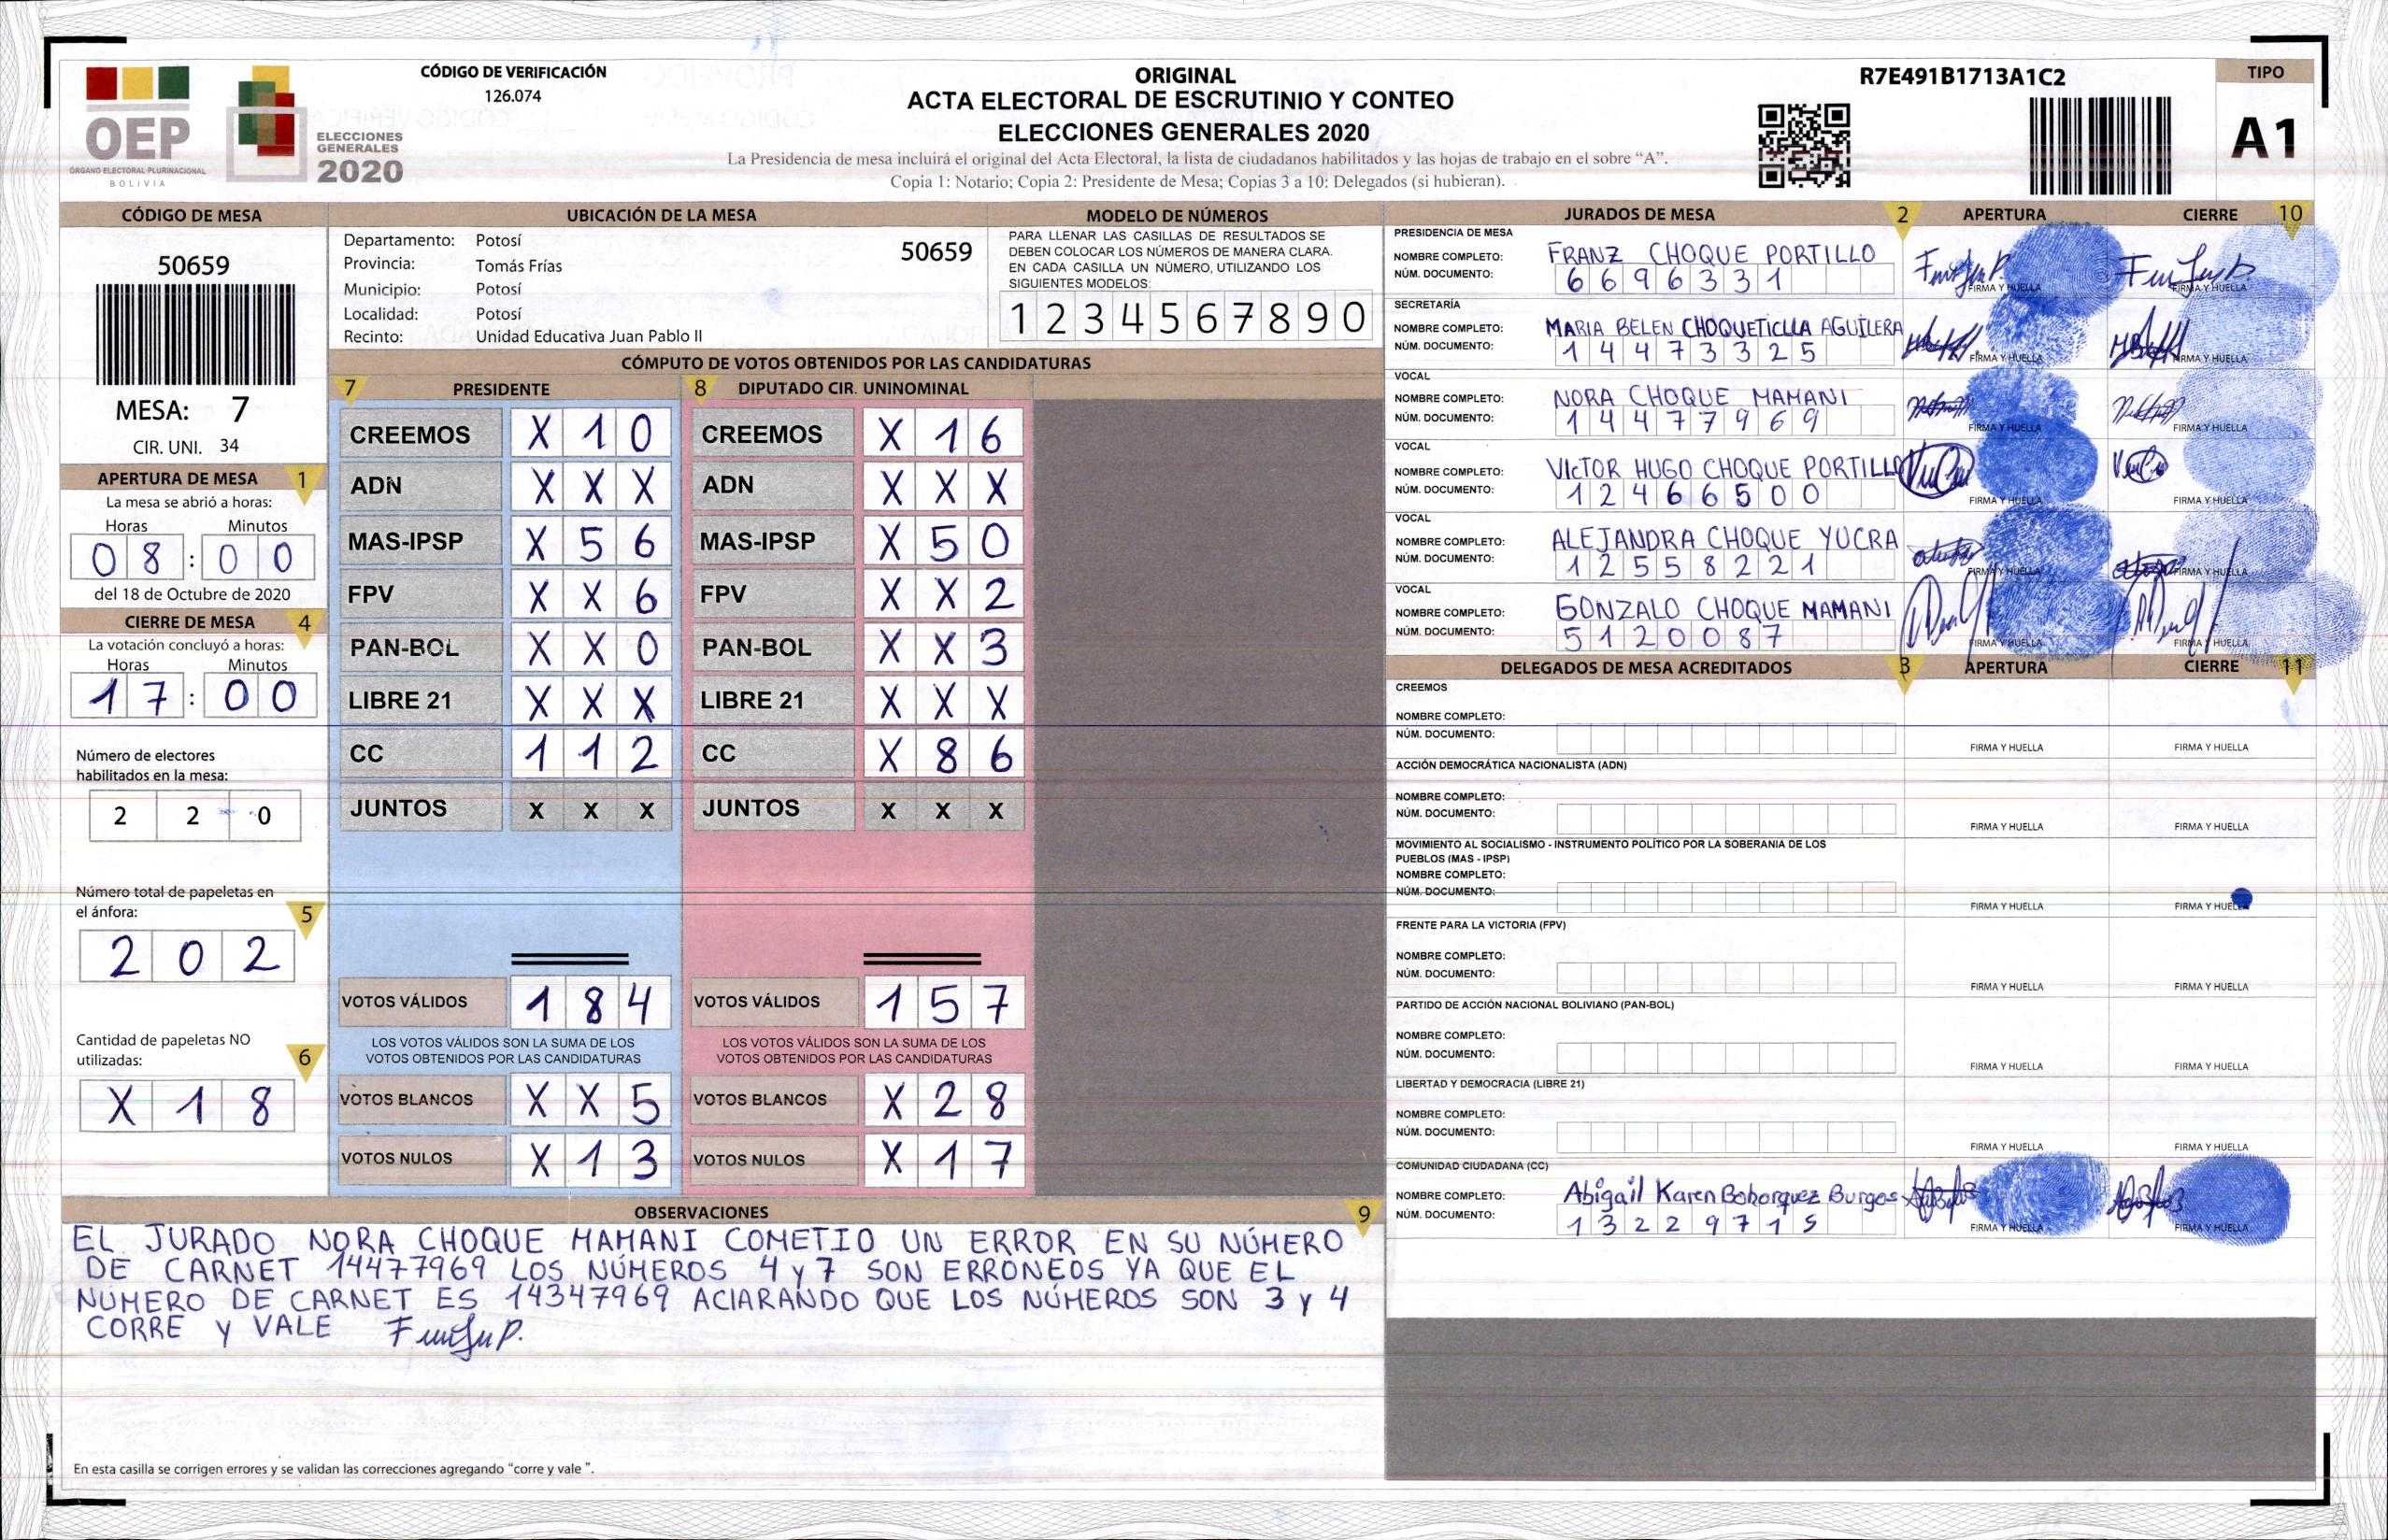 CÓDIGO DE VERIFICACIÓN
126.074
OEP
ÓRGANO ELECTORAL PLURINACIONAL
BOLIVIA
ELECCIONES
GENERALES
2020
ORIGINAL
ACTA ELECTORAL DE ESCRUTINIO Y CONTEO
ELECCIONES GENERALES 2020
La Presidencia de mesa incluirá el original del Acta Electoral, la lista de ciudadanos habilitados y las hojas de trabajo en el sobre “A”.
Copia 1: Notario; Copia 2: Presidente de Mesa; Copias 3 a 10: Delegados (si hubieran).
R7E491B1713A1C2
TIPO
A1
CÓDIGO DE MESA
50659
MESA: 7
CIR. UNI. 34
APERTURA DE MESA 1
La mesa se abrió a horas:
Horas Minutos
08:00
del 18 de Octubre de 2020
CIERRE DE MESA 4
La votación concluyó a horas:
Horas Minutos
17:00
Número de electores
habilitados en la mesa:
2 2 0
Número total de papeletas en
el ánfora: 5
2 0 2
Cantidad de papeletas NO
utilizadas: 6
X 1 8
UBICACIÓN DE LA MESA
Departamento: Potosí 50659
Provincia: Tomás Frías
Municipio: Potosí
Localidad: Potosí
Recinto: Unidad Educativa Juan Pablo II
MODELO DE NÚMEROS
PARA LLENAR LAS CASILLAS DE RESULTADOS SE
DEBEN COLOCAR LOS NÚMEROS DE MANERA CLARA.
EN CADA CASILLA UN NÚMERO, UTILIZANDO LOS
SIGUIENTES MODELOS:
1 2 3 4 5 6 7 8 9 0
CÓMPUTO DE VOTOS OBTENIDOS POR LAS CANDIDATURAS
7 PRESIDENTE 8 DIPUTADO CIR. UNINOMINAL
CREEMOS X 1 0 CREEMOS X 1 6
ADN X X X ADN X X X
MAS-IPSP X 5 6 MAS-IPSP X 5 0
FPV X X 6 FPV X X 2
PAN-BOL X X 0 PAN-BOL X X 3
LIBRE 21 X X X LIBRE 21 X X X
CC 1 1 2 CC X 8 6
JUNTOS X X X JUNTOS X X X
VOTOS VÁLIDOS 1 8 4 VOTOS VÁLIDOS 1 5 7
LOS VOTOS VÁLIDOS SON LA SUMA DE LOS LOS VOTOS VÁLIDOS SON LA SUMA DE LOS
VOTOS OBTENIDOS POR LAS CANDIDATURAS VOTOS OBTENIDOS POR LAS CANDIDATURAS
VOTOS BLANCOS X X 5 VOTOS BLANCOS X 2 8
VOTOS NULOS X 1 3 VOTOS NULOS X 1 7
OBSERVACIONES 9
EL JURADO NORA CHOQUE MAMANI COMETIO UN ERROR EN SU NÚMERO
DE CARNET 14477969 LOS NÚMEROS 4 y 7 SON ERRONEOS YA QUE EL
NÚMERO DE CARNET ES 14347969 ACIARANDO QUE LOS NÚMEROS SON 3 y 4
CORRE y VALE
En esta casilla se corrigen errores y se validan las correcciones agregando “corre y vale ”.
JURADOS DE MESA 2 APERTURA CIERRE 10
PRESIDENCIA DE MESA
NOMBRE COMPLETO: FRANZ CHOQUE PORTILLO
NÚM. DOCUMENTO: 6696331
FIRMA Y HUELLA FIRMA Y HUELLA
SECRETARÍA
NOMBRE COMPLETO: MARIA BELEN CHOQUETICLLA AGUILERA
NÚM. DOCUMENTO: 14473325
FIRMA Y HUELLA FIRMA Y HUELLA
VOCAL
NOMBRE COMPLETO: NORA CHOQUE MAMANI
NÚM. DOCUMENTO: 14477969
FIRMA Y HUELLA FIRMA Y HUELLA
VOCAL
NOMBRE COMPLETO: VICTOR HUGO CHOQUE PORTILLO
NÚM. DOCUMENTO: 12466500
FIRMA Y HUELLA FIRMA Y HUELLA
VOCAL
NOMBRE COMPLETO: ALEJANDRA CHOQUE YUCRA
NÚM. DOCUMENTO: 12558221
FIRMA Y HUELLA FIRMA Y HUELLA
VOCAL
NOMBRE COMPLETO: GONZALO CHOQUE MAMANI
NÚM. DOCUMENTO: 5120087
FIRMA Y HUELLA FIRMA Y HUELLA
DELEGADOS DE MESA ACREDITADOS 3 APERTURA CIERRE 11
CREEMOS
NOMBRE COMPLETO:
NÚM. DOCUMENTO:
FIRMA Y HUELLA FIRMA Y HUELLA
ACCIÓN DEMOCRÁTICA NACIONALISTA (ADN)
NOMBRE COMPLETO:
NÚM. DOCUMENTO:
FIRMA Y HUELLA FIRMA Y HUELLA
MOVIMIENTO AL SOCIALISMO - INSTRUMENTO POLÍTICO POR LA SOBERANIA DE LOS
PUEBLOS (MAS - IPSP)
NOMBRE COMPLETO:
NÚM. DOCUMENTO:
FIRMA Y HUELLA FIRMA Y HUELLA
FRENTE PARA LA VICTORIA (FPV)
NOMBRE COMPLETO:
NÚM. DOCUMENTO:
FIRMA Y HUELLA FIRMA Y HUELLA
PARTIDO DE ACCIÓN NACIONAL BOLIVIANO (PAN-BOL)
NOMBRE COMPLETO:
NÚM. DOCUMENTO:
FIRMA Y HUELLA FIRMA Y HUELLA
LIBERTAD Y DEMOCRACIA (LIBRE 21)
NOMBRE COMPLETO:
NÚM. DOCUMENTO:
FIRMA Y HUELLA FIRMA Y HUELLA
COMUNIDAD CIUDADANA (CC)
NOMBRE COMPLETO: Abigail Karen Bohorquez Burgos
NÚM. DOCUMENTO: 13229715
FIRMA Y HUELLA FIRMA Y HUELLA